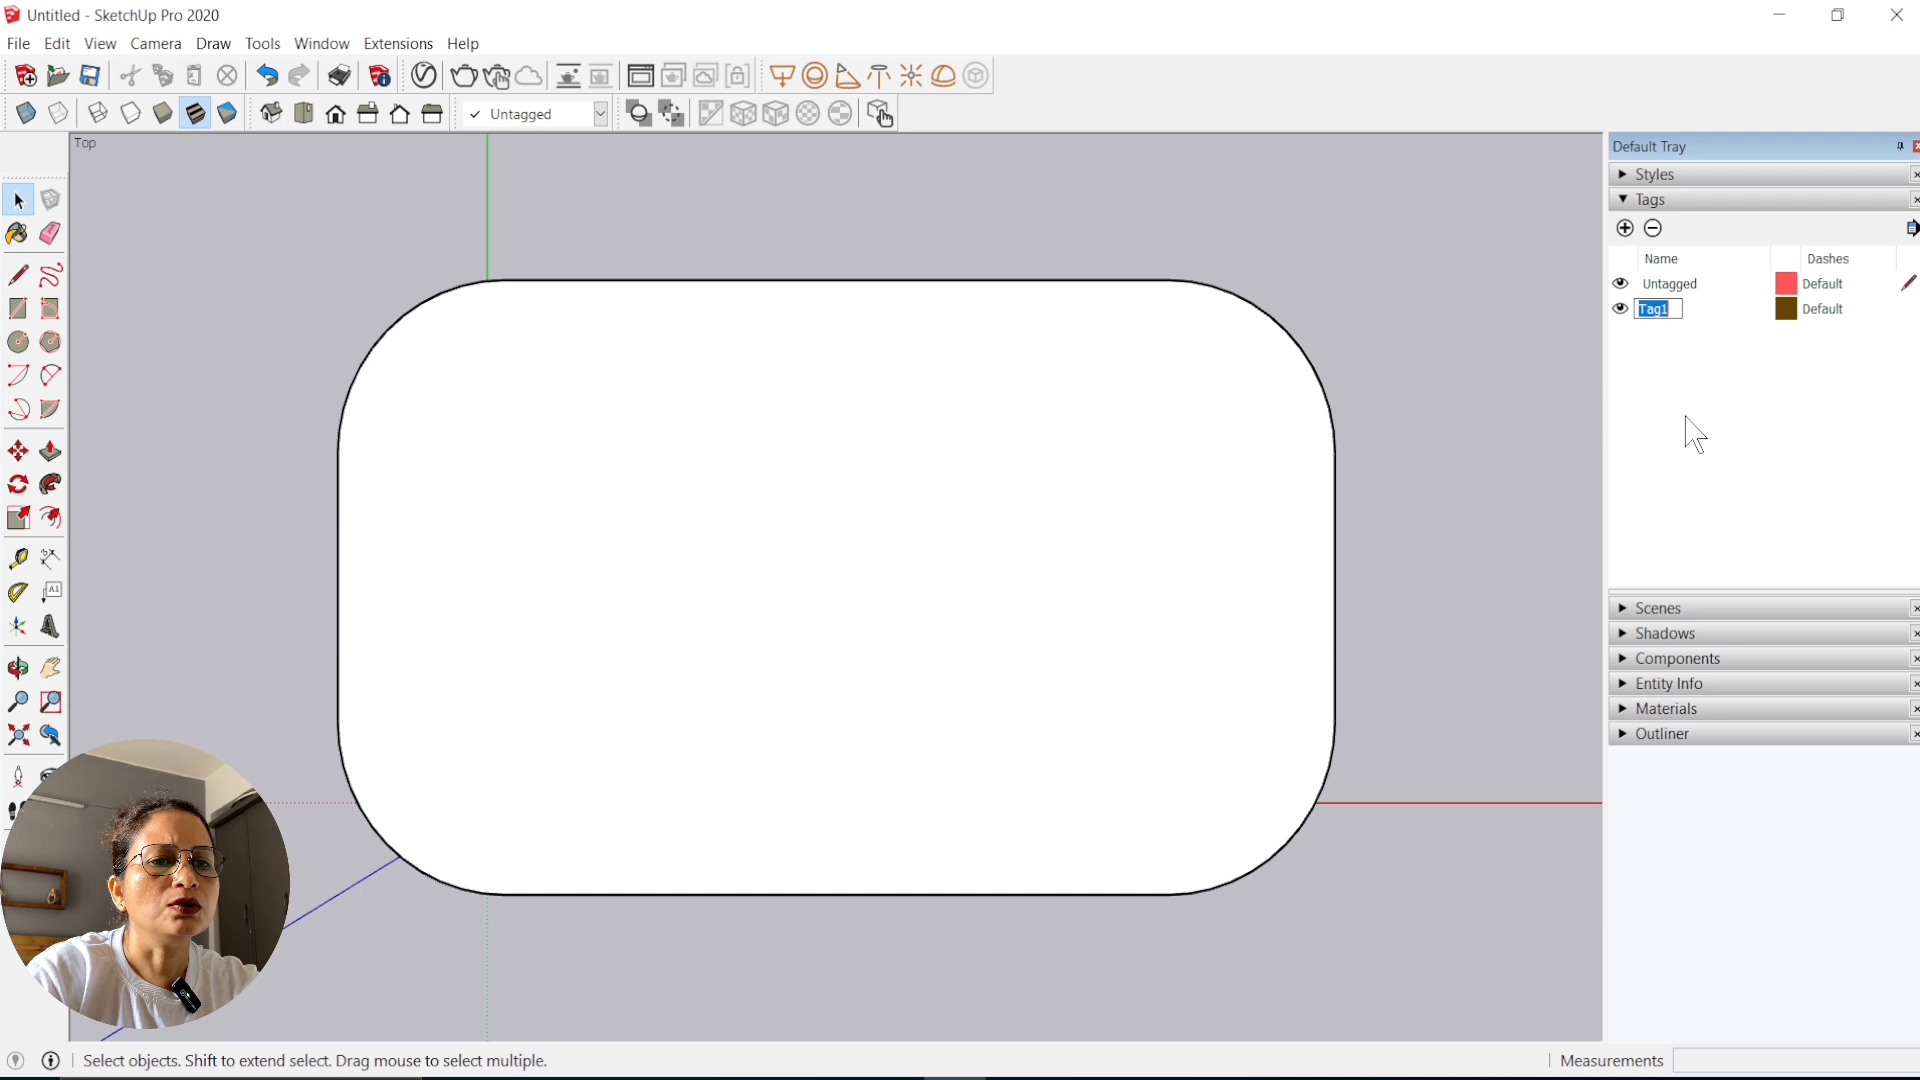 Untitled - SketchUp Pro 2020
File Edit View Camera Draw Tools Window Extensions Help
✓ Untagged
Top
Default Tray
Styles
Tags
Name Dashes
Untagged Default
Tag1 Default
Scenes
Shadows
Components
Entity Info
Materials
Outliner
A1
Select objects. Shift to extend select. Drag mouse to select multiple.
Measurements